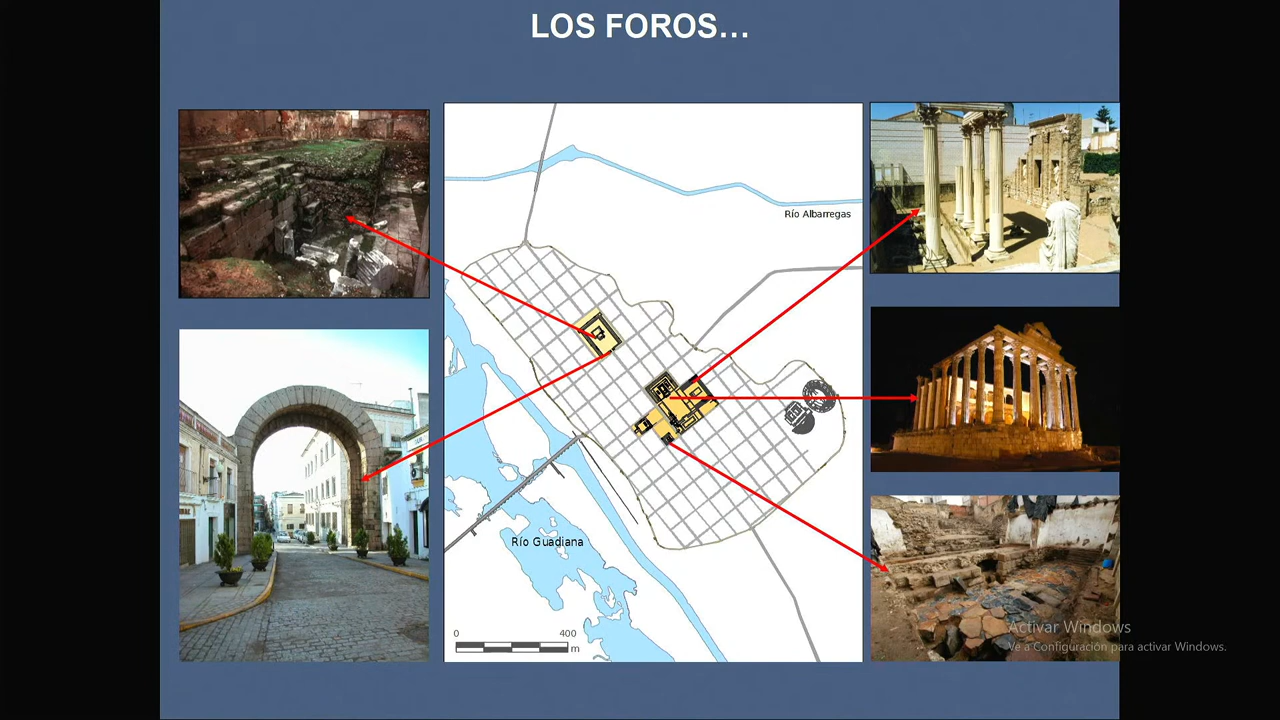 LOS FOROS...
Río Albarregas
Río Guadiana
0 400
m
Activar Windows
Ve a Configuración para activar Windows.